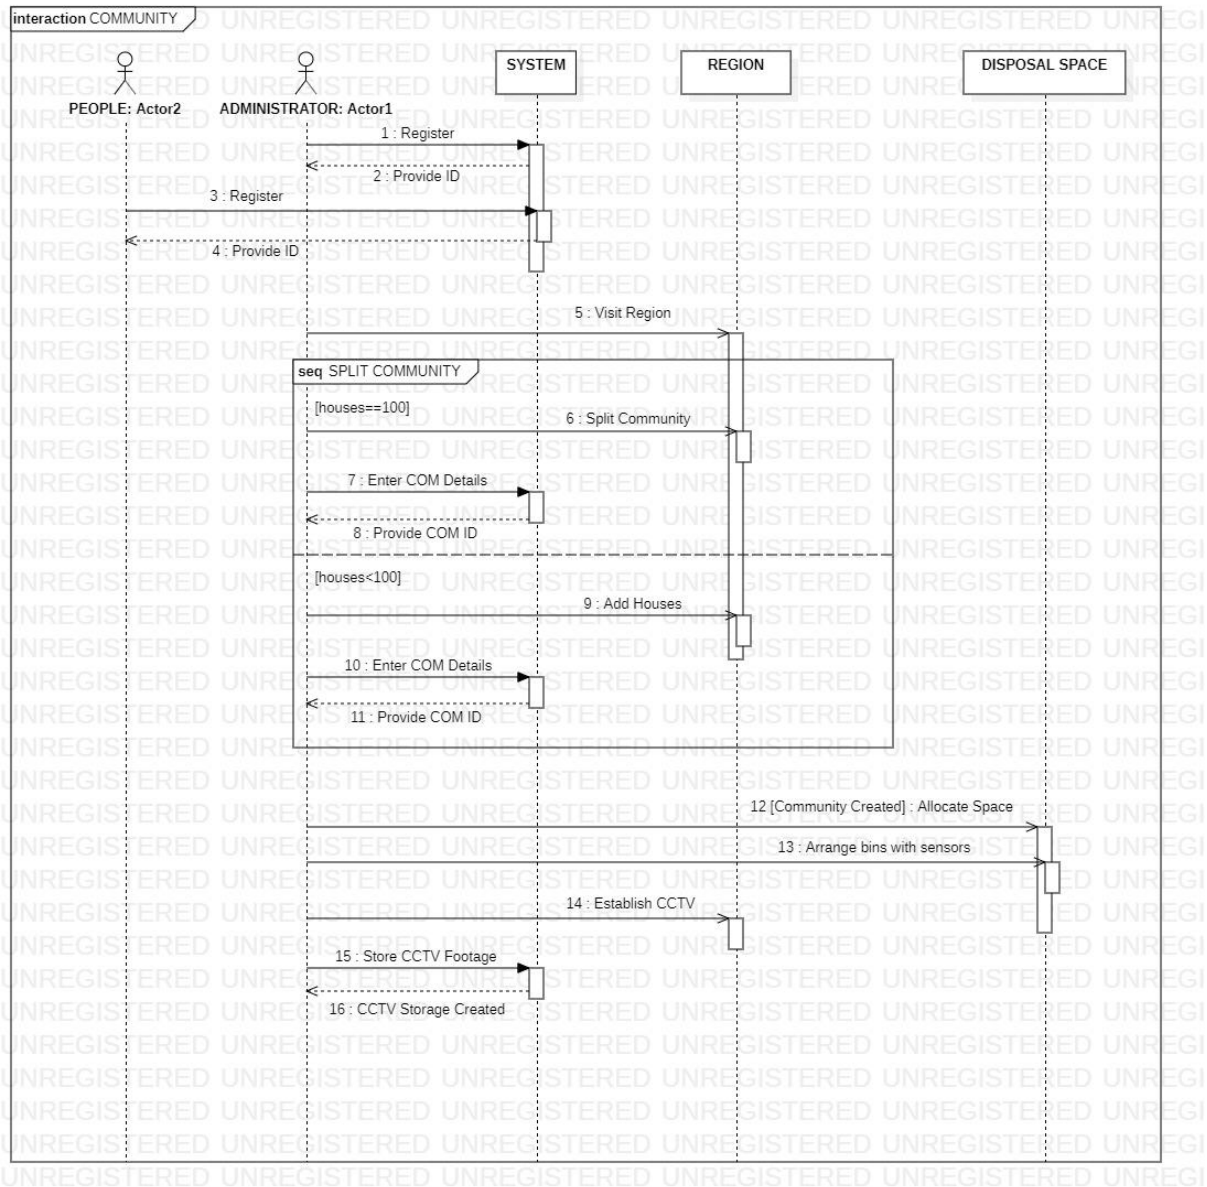 interaction COMMUNITY
PEOPLE: Actor2
ADMINISTRATOR: Actor1
SYSTEM
REGION
DISPOSAL SPACE
1 : Register
2 : Provide ID
3 : Register
4 : Provide ID
5 : Visit Region
seq SPLIT COMMUNITY
[houses==100]
6 : Split Community
7 : Enter COM Details
8 : Provide COM ID
[houses<100]
9 : Add Houses
10 : Enter COM Details
11 : Provide COM ID
12 [Community Created] : Allocate Space
13 : Arrange bins with sensors
14 : Establish CCTV
15 : Store CCTV Footage
16 : CCTV Storage Created
UNREGISTERED